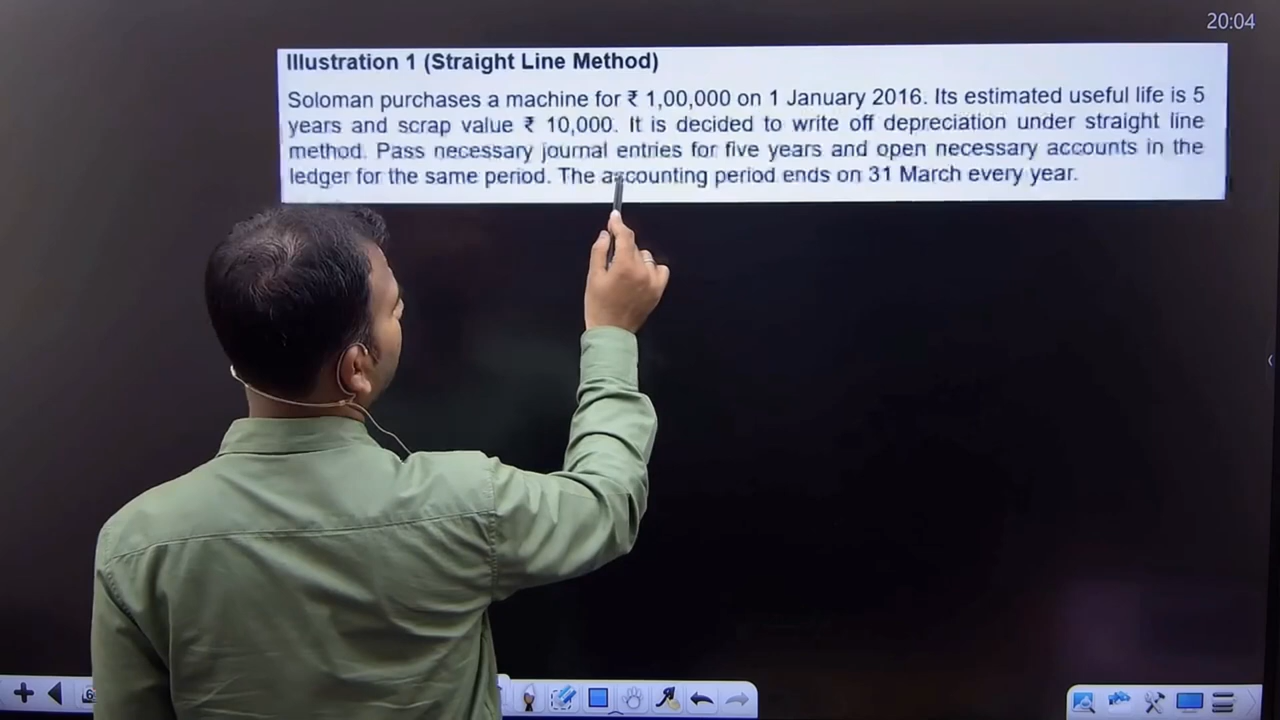 20:04
Illustration 1 (Straight Line Method)
Soloman purchases a machine for ₹ 1,00,000 on 1 January 2016. Its estimated useful life is 5
years and scrap value ₹ 10,000. It is decided to write off depreciation under straight line
method. Pass necessary journal entries for five years and open necessary accounts in the
ledger for the same period. The accounting period ends on 31 March every year.